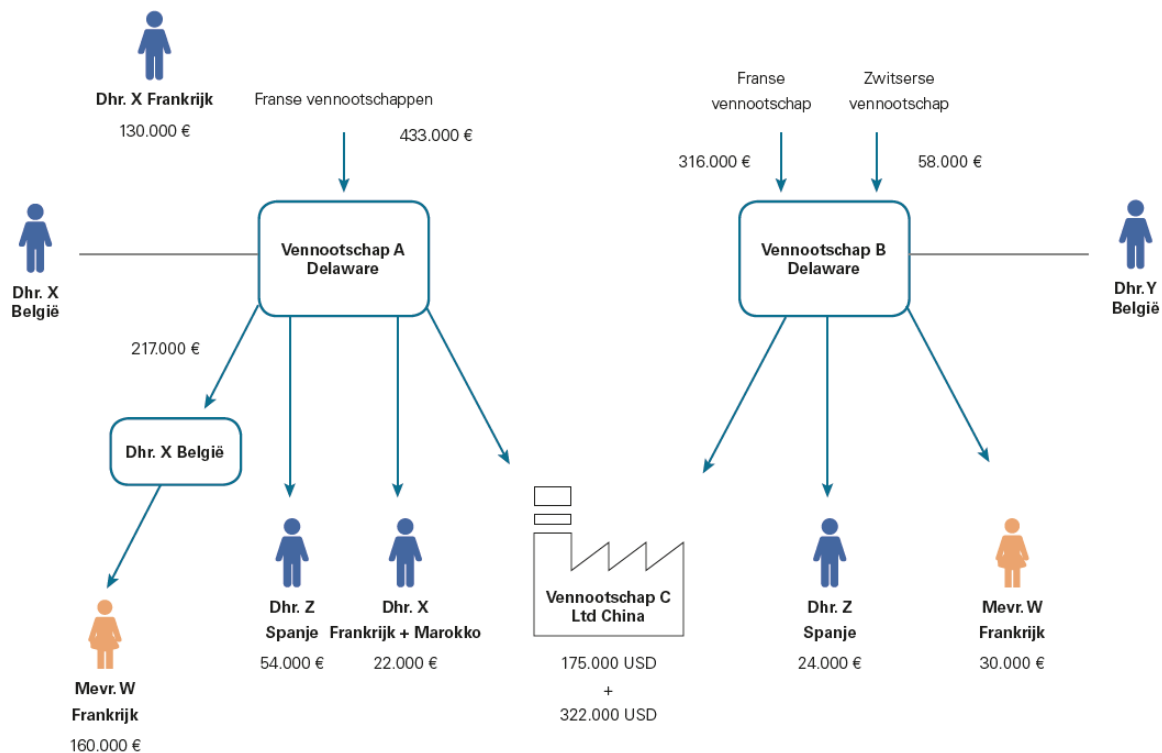 Dhr. X Frankrijk
130.000 €
Franse vennootschappen
433.000 €
Franse
vennootschap
Zwitserse
vennootschap
316.000 €
58.000 €
Dhr. X
België
Vennootschap A
Delaware
Vennootschap B
Delaware
Dhr. Y
België
217.000 €
Dhr. X België
Mevr. W
Frankrijk
160.000 €
Dhr. Z
Spanje
54.000 €
Dhr. X
Frankrijk + Marokko
22.000 €
Vennootschap C
Ltd China
175.000 USD
+
322.000 USD
Dhr. Z
Spanje
24.000 €
Mevr. W
Frankrijk
30.000 €